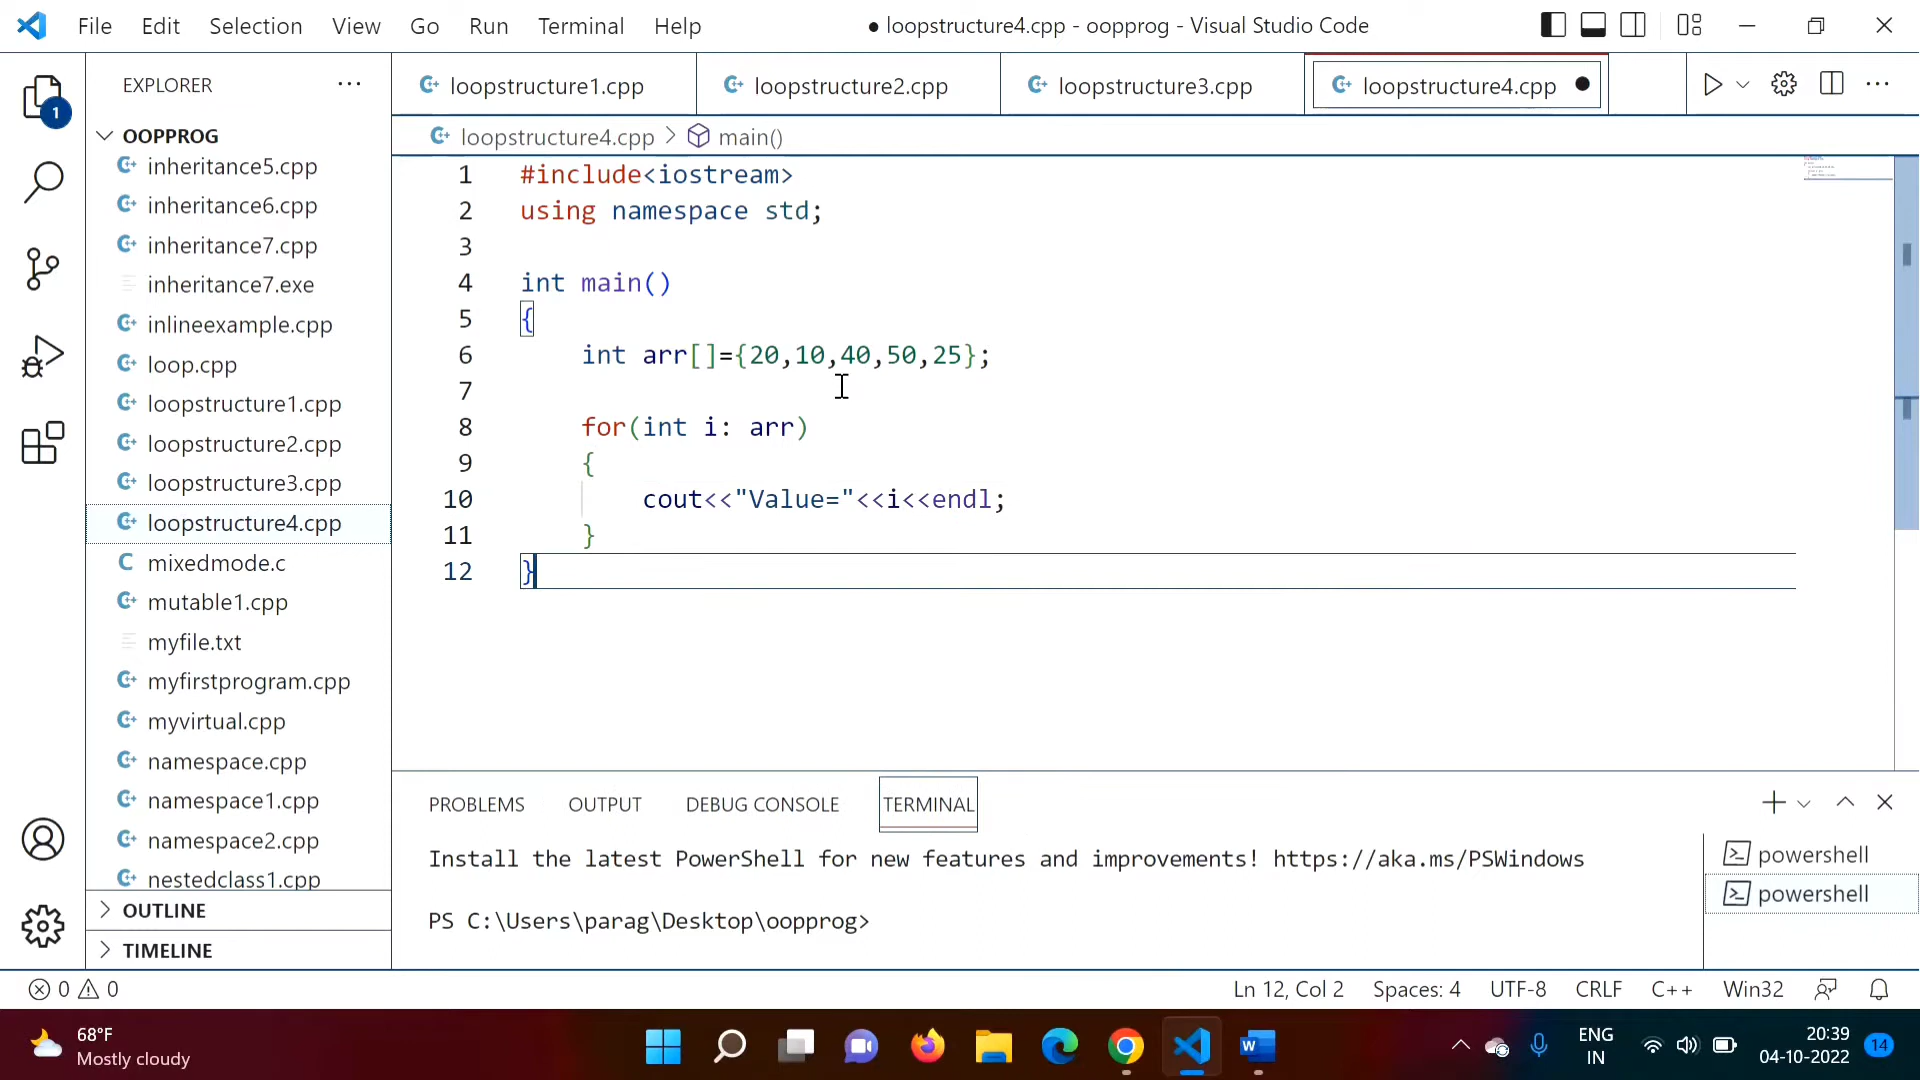 File Edit Selection View Go Run Terminal Help
● loopstructure4.cpp - oopprog - Visual Studio Code
EXPLORER
1
OOPPROG
inheritance5.cpp
inheritance6.cpp
inheritance7.cpp
inheritance7.exe
inlineexample.cpp
loop.cpp
loopstructure1.cpp
loopstructure2.cpp
loopstructure3.cpp
loopstructure4.cpp
mixedmode.c
mutable1.cpp
myfile.txt
myfirstprogram.cpp
myvirtual.cpp
namespace.cpp
namespace1.cpp
namespace2.cpp
nestedclass1.cpp
OUTLINE
TIMELINE
loopstructure1.cpp loopstructure2.cpp loopstructure3.cpp loopstructure4.cpp ●
loopstructure4.cpp > main()
1 #include<iostream>
2 using namespace std;
3
4 int main()
5 {
6 int arr[]={20,10,40,50,25};
7
8 for(int i: arr)
9 {
10 cout<<"Value="<<i<<endl;
11 }
12 }
PROBLEMS OUTPUT DEBUG CONSOLE TERMINAL
Install the latest PowerShell for new features and improvements! https://aka.ms/PSWindows
PS C:\Users\parag\Desktop\oopprog>
powershell
powershell
0 0
Ln 12, Col 2 Spaces: 4 UTF-8 CRLF C++ Win32
68°F
Mostly cloudy
W
ENG
IN
20:39
04-10-2022
14